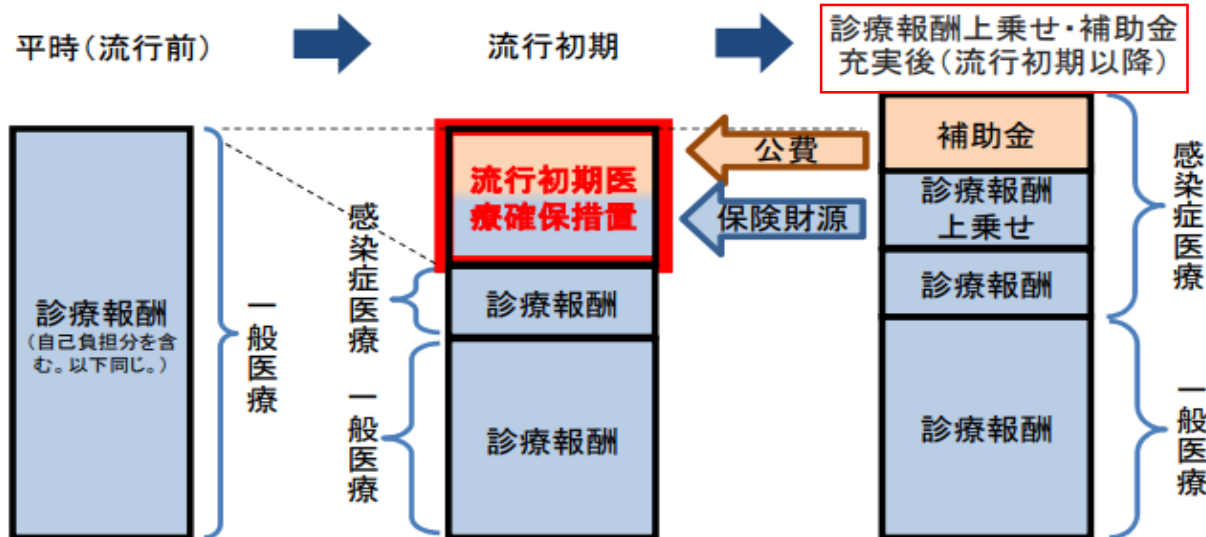 平時(流行前)
流行初期
診療報酬上乗せ・補助金
充実後(流行初期以降)
診療報酬
(自己負担分を含
む。以下同じ。)
一般医療
流行初期医
療確保措置
感染症医療
診療報酬
一般医療
診療報酬
公費
保険財源
補助金
診療報酬
上乗せ
診療報酬
感染症医療
診療報酬
一般医療